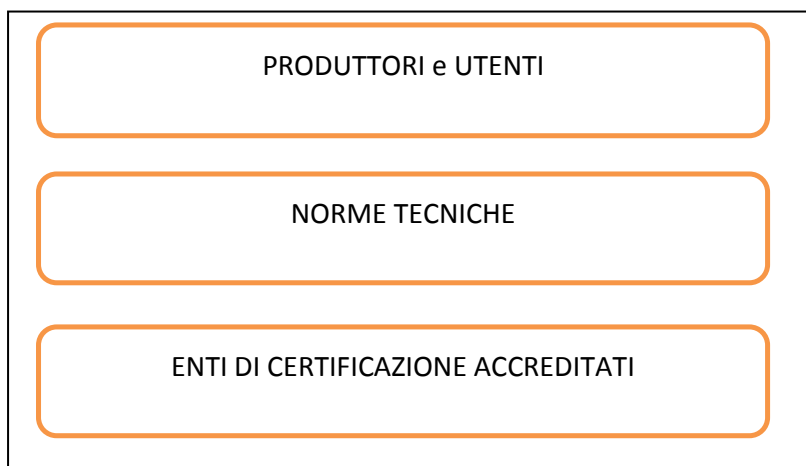 PRODUTTORI e UTENTI
NORME TECNICHE
ENTI DI CERTIFICAZIONE ACCREDITATI